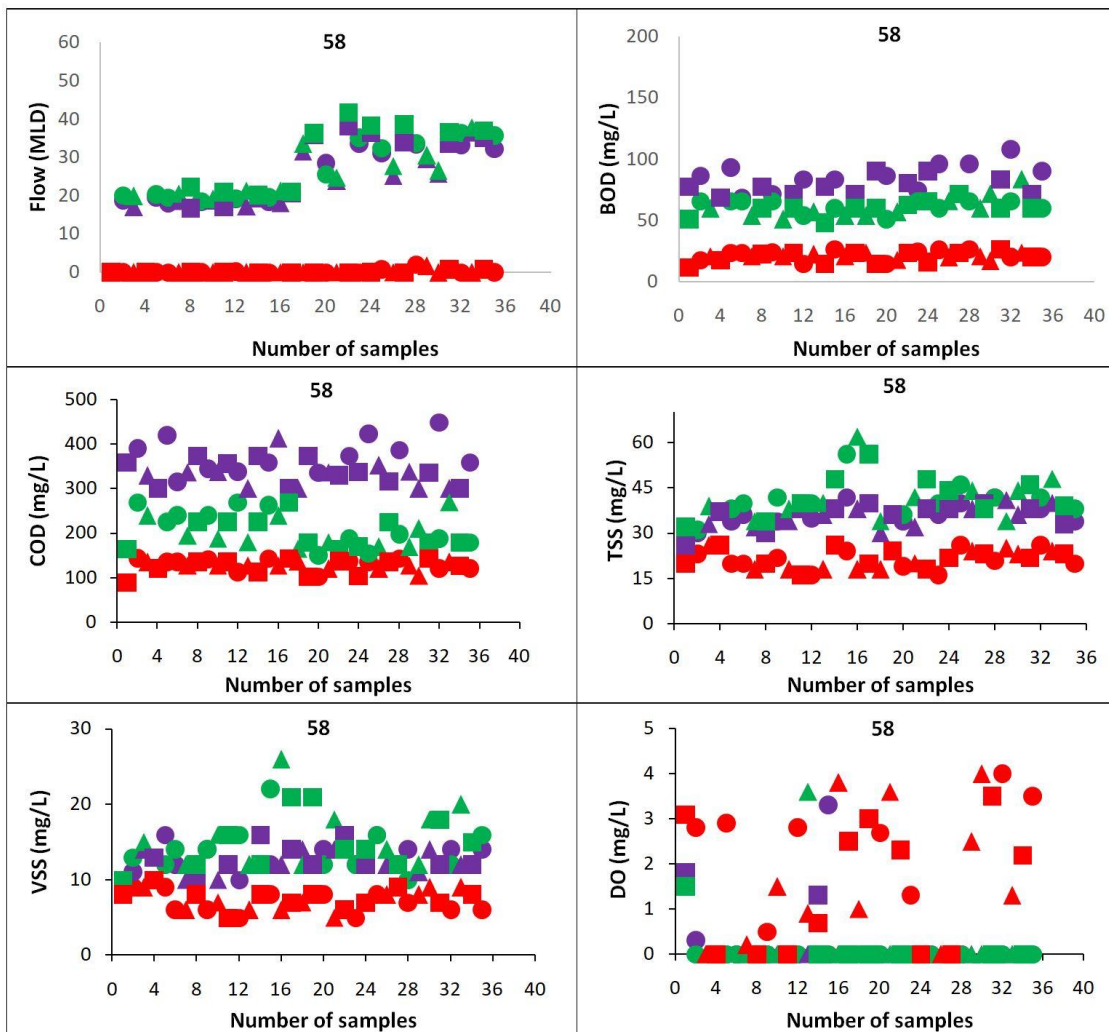 58
Flow (MLD)
60
50
40
30
20
10
0
0 4 8 12 16 20 24 28 32 36 40
Number of samples
58
BOD (mg/L)
200
150
100
50
0
0 4 8 12 16 20 24 28 32 36 40
Number of samples
58
COD (mg/L)
500
400
300
200
100
0
0 4 8 12 16 20 24 28 32 36 40
Number of samples
58
TSS (mg/L)
60
45
30
15
0
0 4 8 12 16 20 24 28 32 36
Number of samples
58
VSS (mg/L)
30
20
10
0
0 4 8 12 16 20 24 28 32 36 40
Number of samples
58
DO (mg/L)
5
4
3
2
1
0
0 4 8 12 16 20 24 28 32 36 40
Number of samples